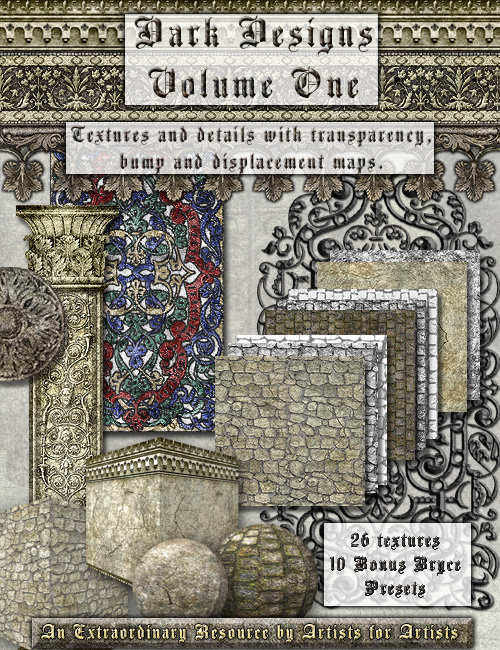 Dark Designs
Volume One
Textures and details with transparency,
bump and displacement maps.
26 textures
10 Bonus Bryce
Presets
An Extraordinary Resource by Artists for Artists